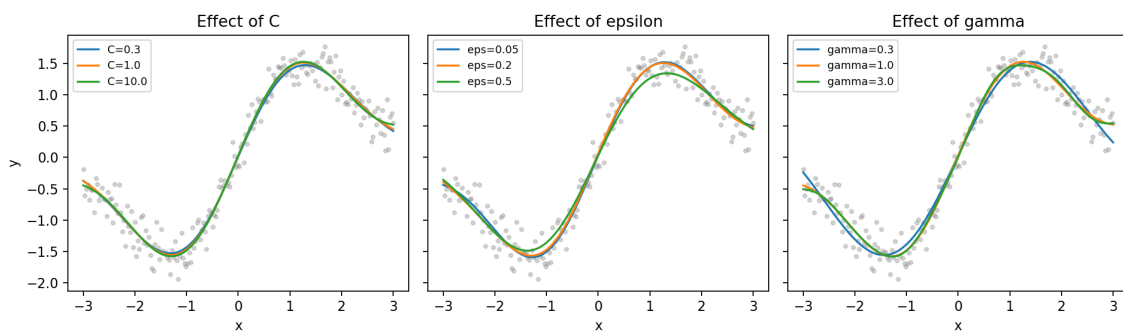 Effect of C
C=0.3
C=1.0
C=10.0
1.5
1.0
0.5
0.0
−0.5
−1.0
−1.5
−2.0
y
−3
−2
−1
0
1
2
3
x
Effect of epsilon
eps=0.05
eps=0.2
eps=0.5
−3
−2
−1
0
1
2
3
x
Effect of gamma
gamma=0.3
gamma=1.0
gamma=3.0
−3
−2
−1
0
1
2
3
x